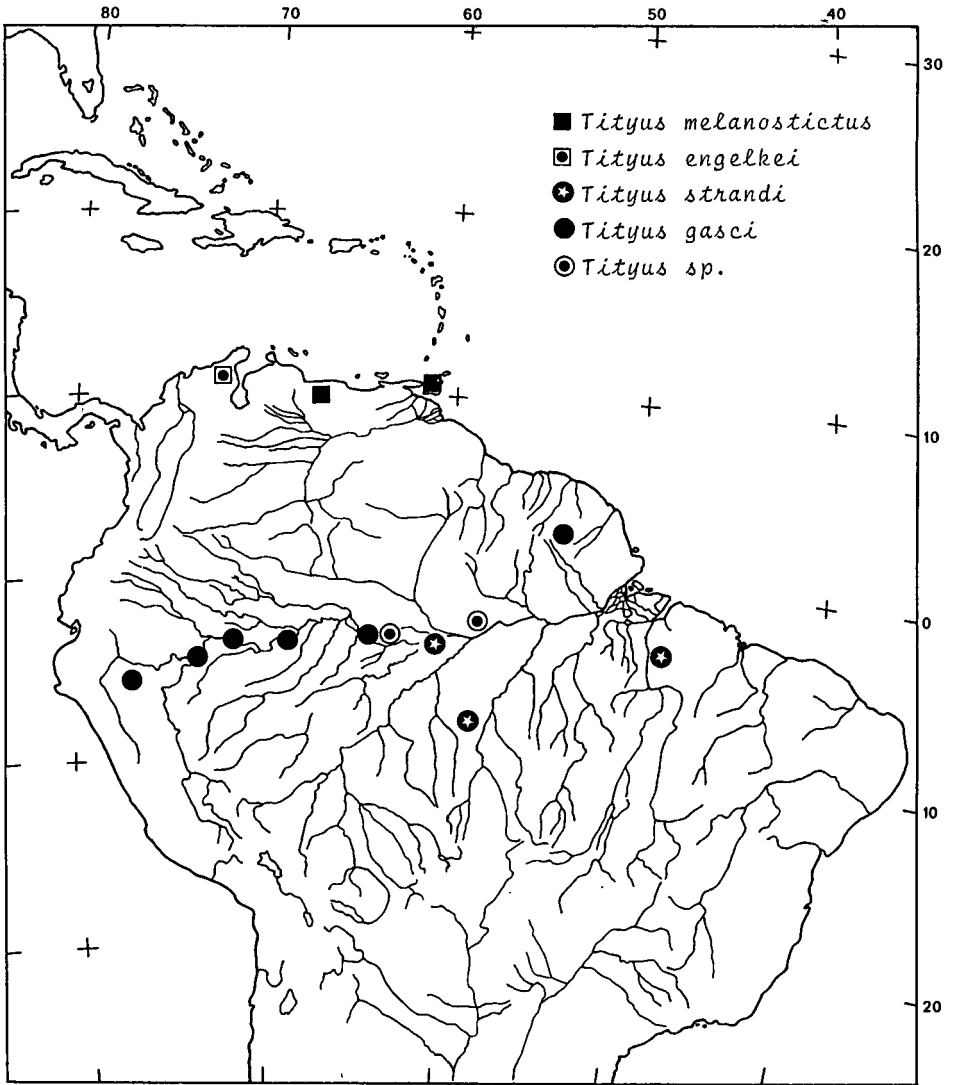 80 70 60 50 40
30
Tityus melanostictus
Tityus engelkei
Tityus strandi
Tityus gasci
Tityus sp.
20
10
0
10
20